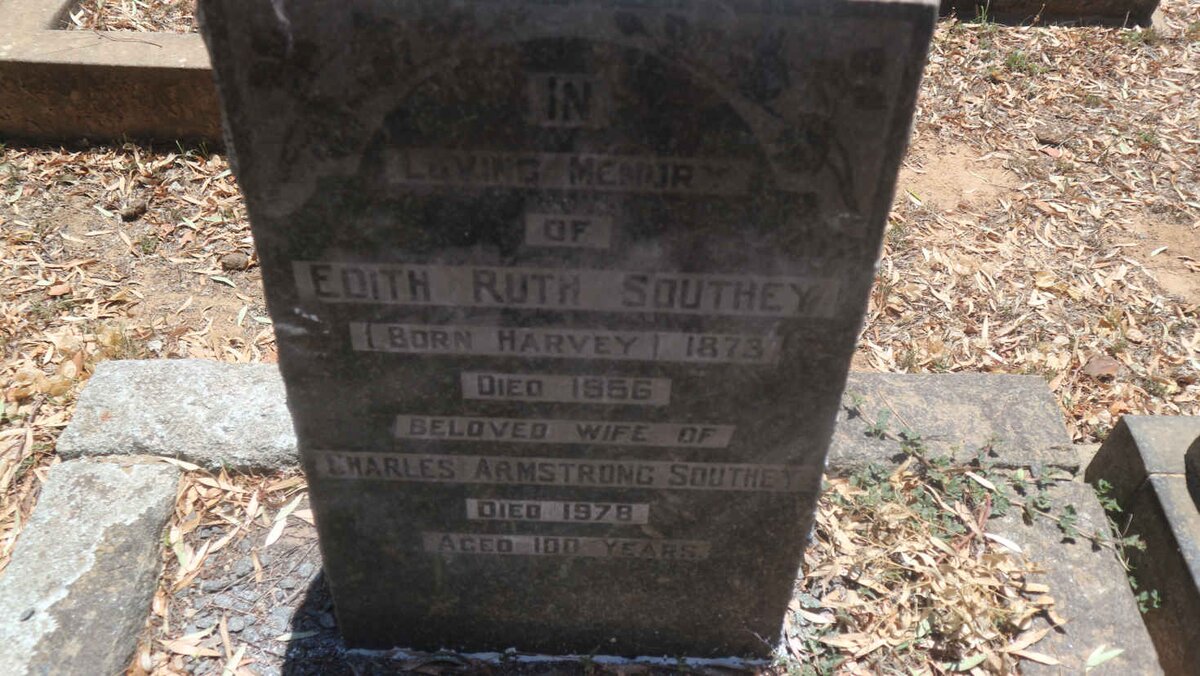 IN
LOVING MEMORY
OF
EDITH RUTH SOUTHEY
(BORN HARVEY) 1873
DIED 1966
BELOVED WIFE OF
CHARLES ARMSTRONG SOUTHEY
DIED 1978
AGED 100 YEARS